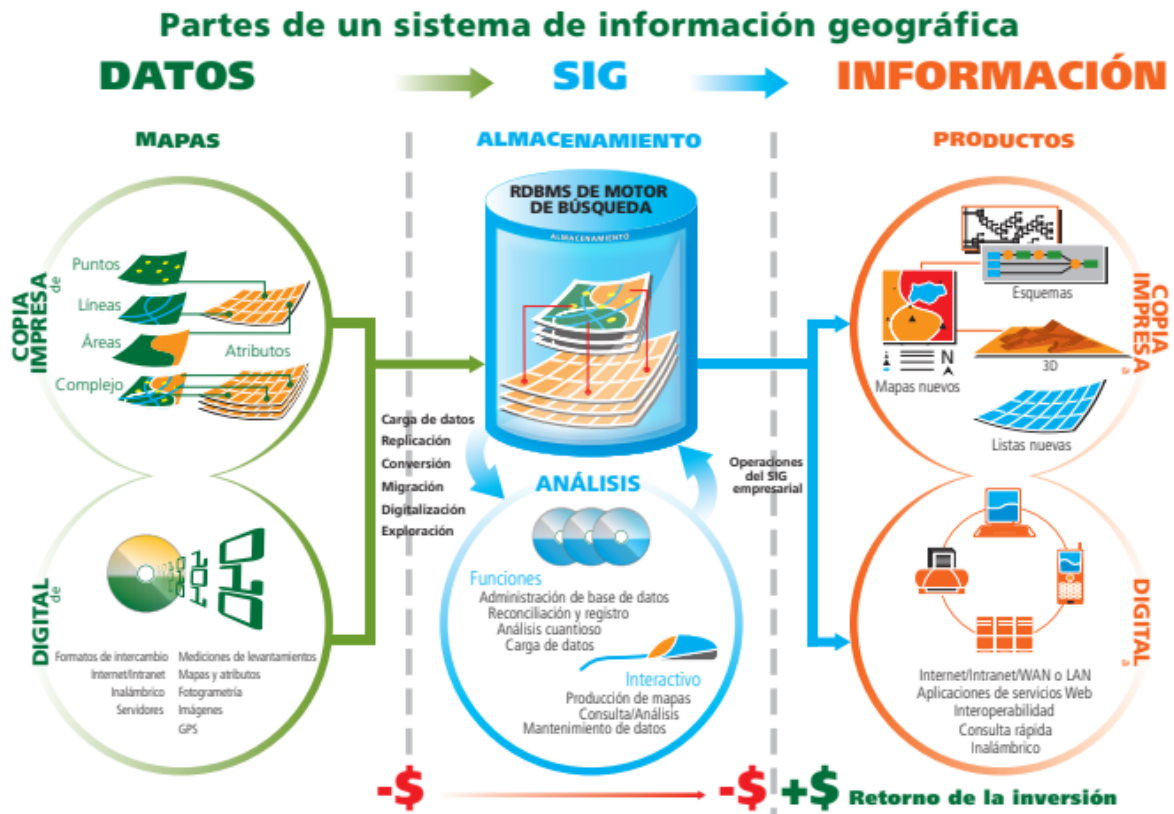 Partes de un sistema de información geográfica
DATOS
SIG
INFORMACIÓN
MAPAS
COPIA
IMPRESA
de
Puntos
Líneas
Áreas
Complejo
Atributos
DIGITAL
de
Formatos de intercambio
Internet/Intranet
Inalámbrico
Servidores
Mediciones de levantamientos
Mapas y atributos
Fotogrametría
Imágenes
GPS
Carga de datos
Replicación
Conversión
Migración
Digitalización
Exploración
ALMACENAMIENTO
RDBMS DE MOTOR
DE BÚSQUEDA
ALMACENAMIENTO
ANÁLISIS
Funciones
Administración de base de datos
Reconciliación y registro
Análisis cuantioso
Carga de datos
Interactivo
Producción de mapas
Consulta/Análisis
Mantenimiento de datos
Operaciones
del SIG
empresarial
PRODUCTOS
COPIA
IMPRESA
a
Esquemas
N
Mapas nuevos
3D
Listas nuevas
DIGITAL
a
Internet/Intranet/WAN o LAN
Aplicaciones de servicios Web
Interoperabilidad
Consulta rápida
Inalámbrico
-$
-$
+$ Retorno de la inversión